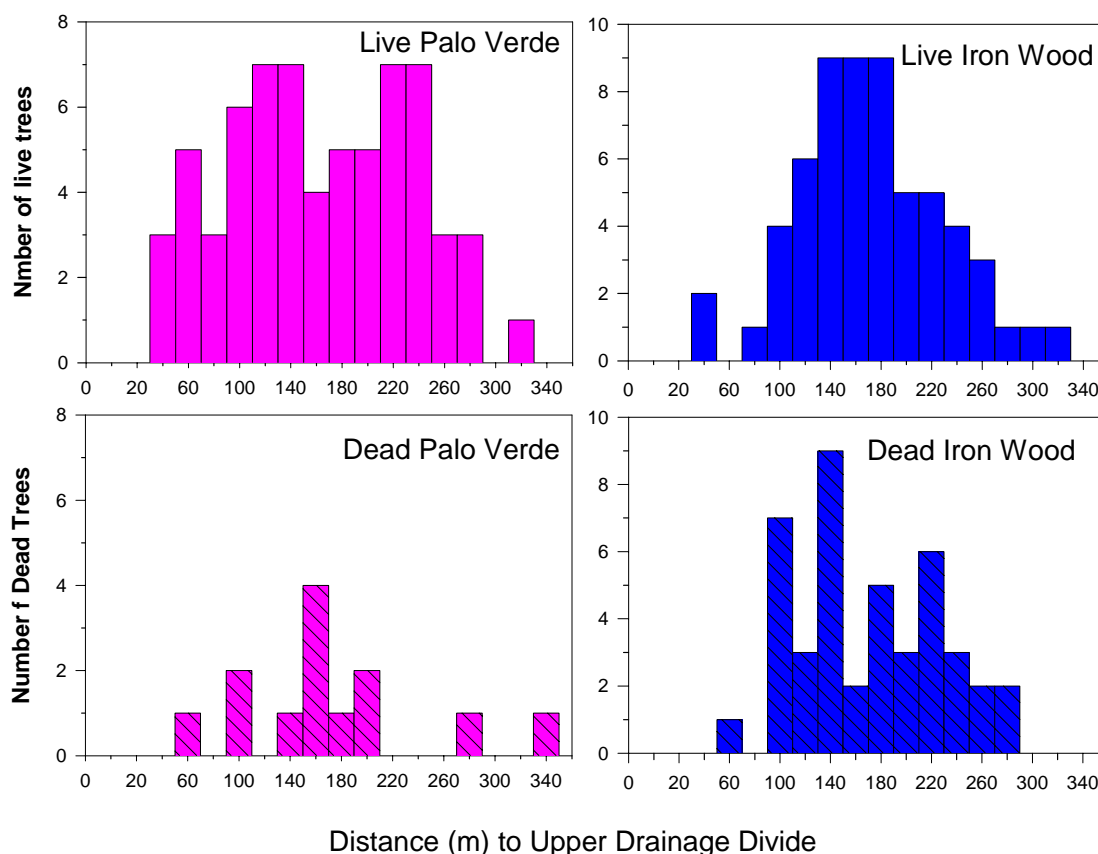 Live Palo Verde
Nmber of live trees
8
6
4
2
0
0 60 100 140 180 220 260 300 340
Live Iron Wood
10
8
6
4
2
0
0 20 60 100 140 180 220 260 300 340
Dead Palo Verde
Number f Dead Trees
8
6
4
2
0
0 20 60 100 140 180 220 260 300 340
Dead Iron Wood
10
8
6
4
2
0
0 20 60 100 140 180 220 260 300 340
Distance (m) to Upper Drainage Divide